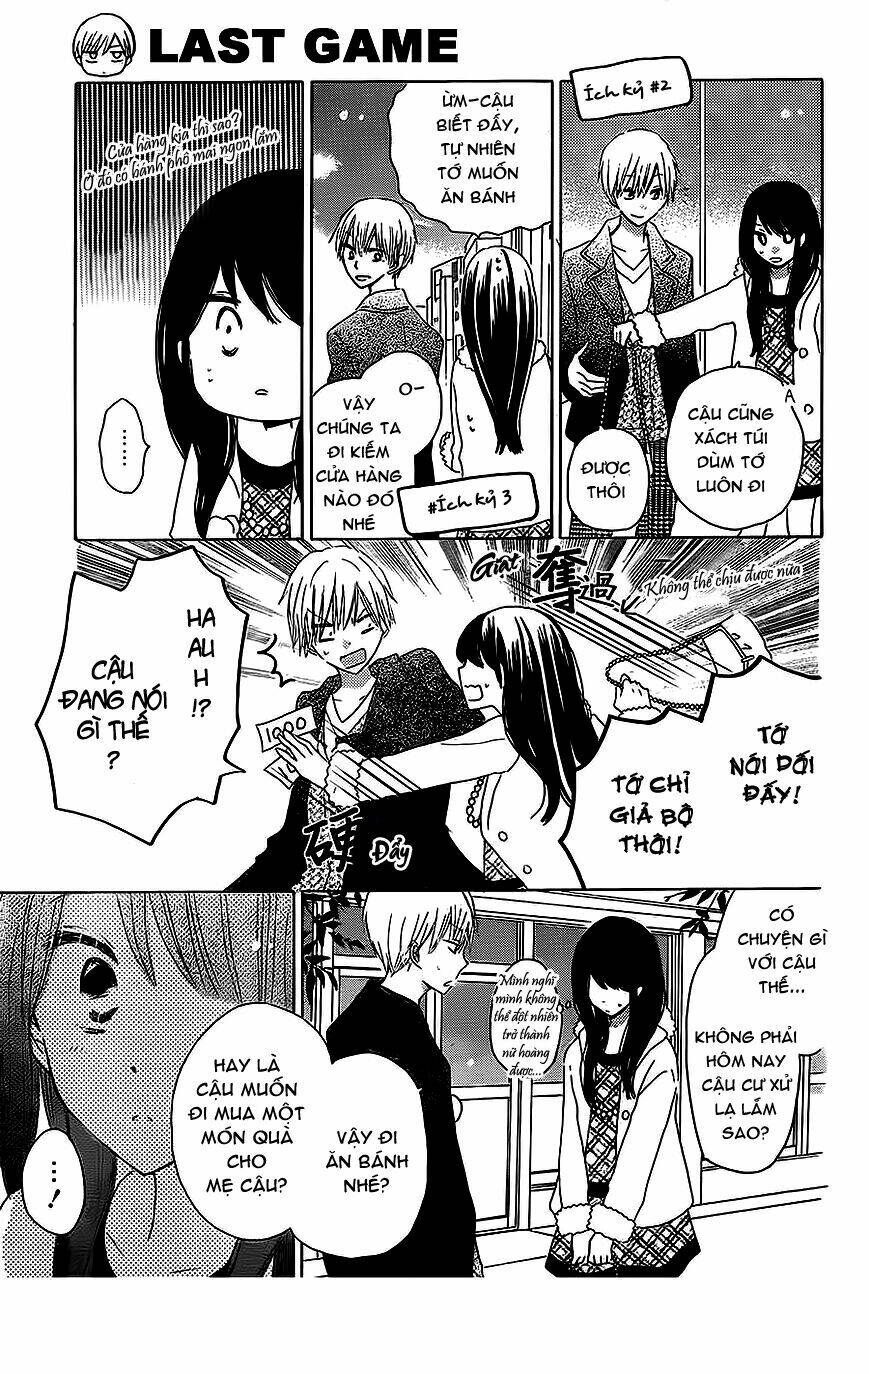 LAST GAME
Ích kỷ #2
CẬU CŨNG
XÁCH TÚI
DÙM TỚ
LUÔN ĐI
ĐƯỢC
THÔI
ỪM-CẬU
BIẾT ĐẤY,
TỰ NHIÊN
TỚ MUỐN
ĂN BÁNH
O-
VẬY
CHÚNG TA
ĐI KIẾM
CỬA HÀNG
NÀO ĐÓ
NHÉ
#Ích kỷ 3
Cửa hàng kia thì sao?
Ở đó có bánh phô mai ngon lắm
......
Giật
奪
過
Không thể chịu được nữa
TỚ
NÓI DỐI
ĐẤY!
TỚ CHỈ
GIẢ BỘ
THÔI!
1000
硬
Đẩy
HA
AU
H
!?
CẬU
ĐANG NÓI
GÌ THẾ
?
CÓ
CHUYỆN GÌ
VỚI CẬU
THẾ...
KHÔNG PHẢI
HÔM NAY
CẬU CƯ XỬ
LẠ LẮM
SAO?
Mình nghĩ
mình không
thể đột nhiên
trở thành
nữ hoàng
được...
VẬY ĐI
ĂN BÁNH
NHÉ?
HAY LÀ
CẬU MUỐN
ĐI MUA MỘT
MÓN QUÀ
CHO
MẸ CẬU?
...!